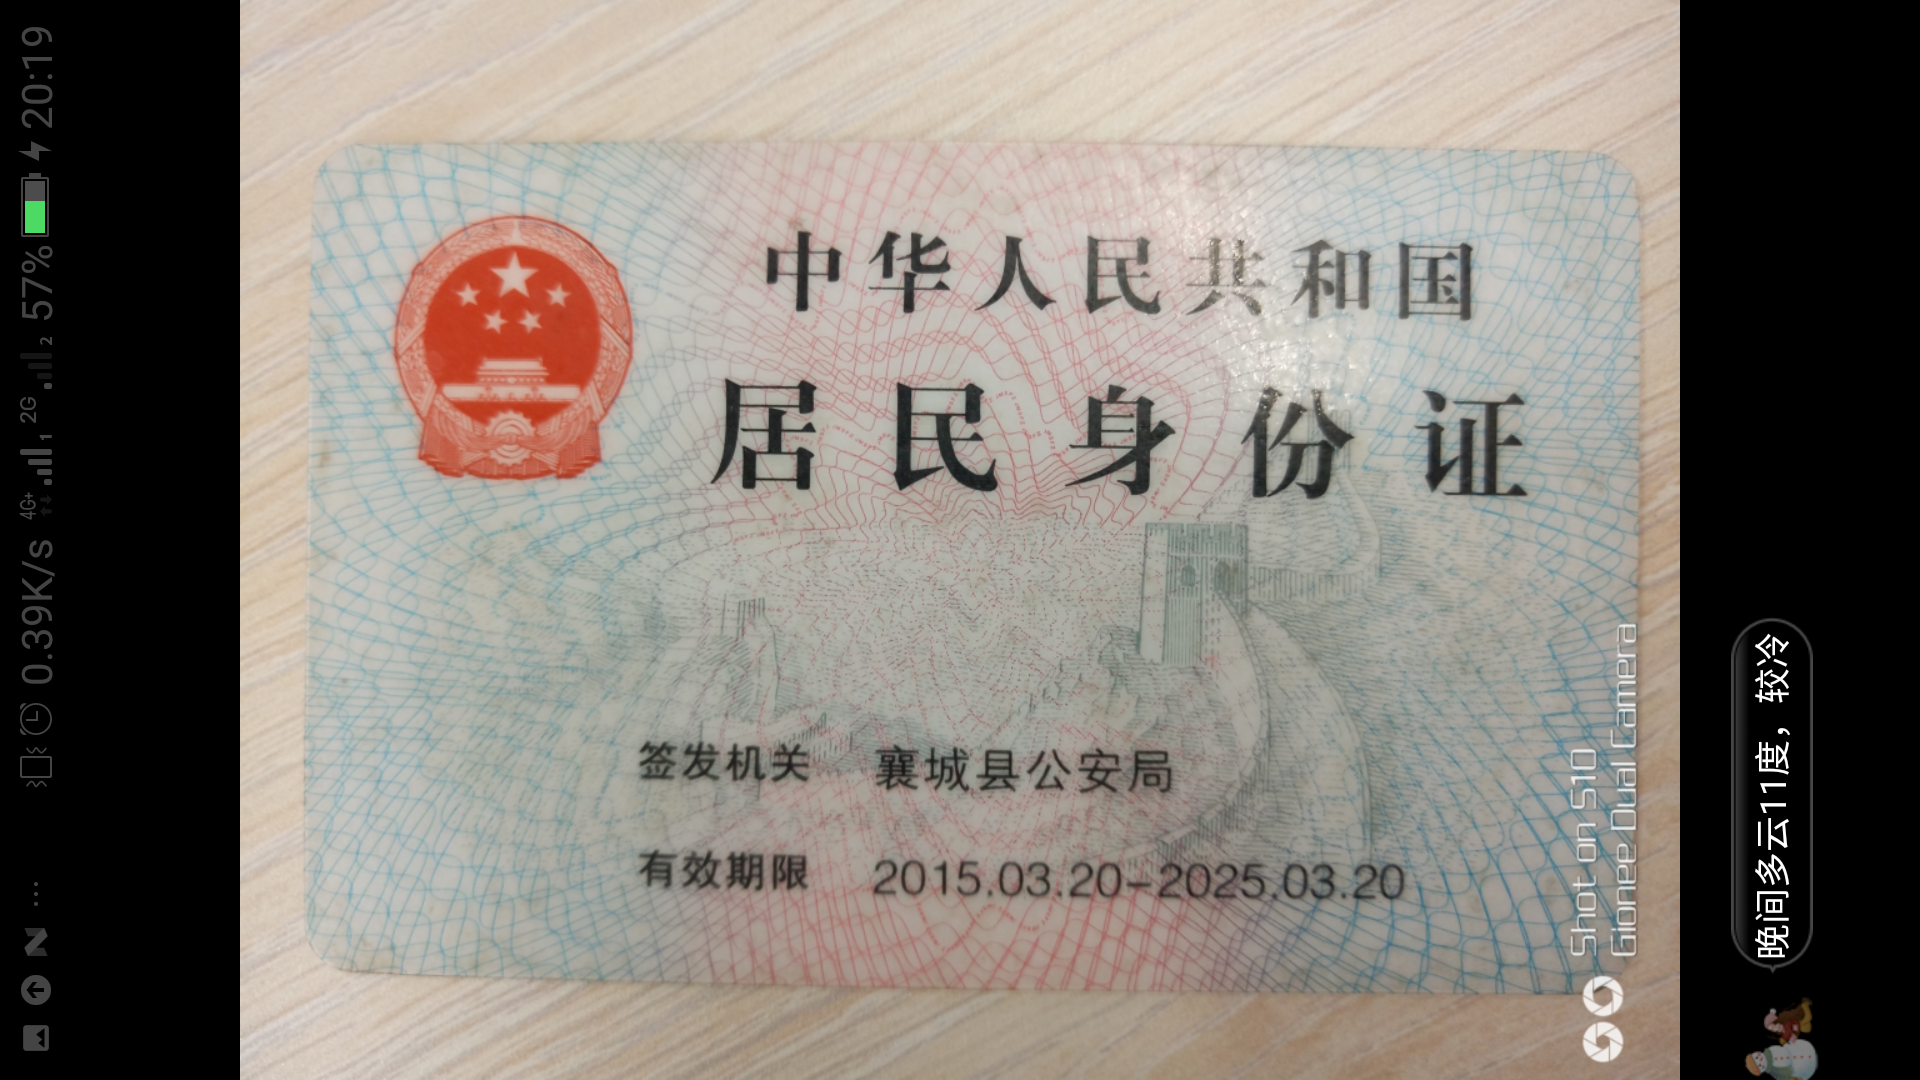 中华人民共和国
居民身份证
签发机关 襄城县公安局
有效期限 2015.03.20-2025.03.20
Shot on S10
Gionee Dual Camera
0.39K/s 4G+ 1 2G 2 57% 20:19
晚间多云11度，较冷